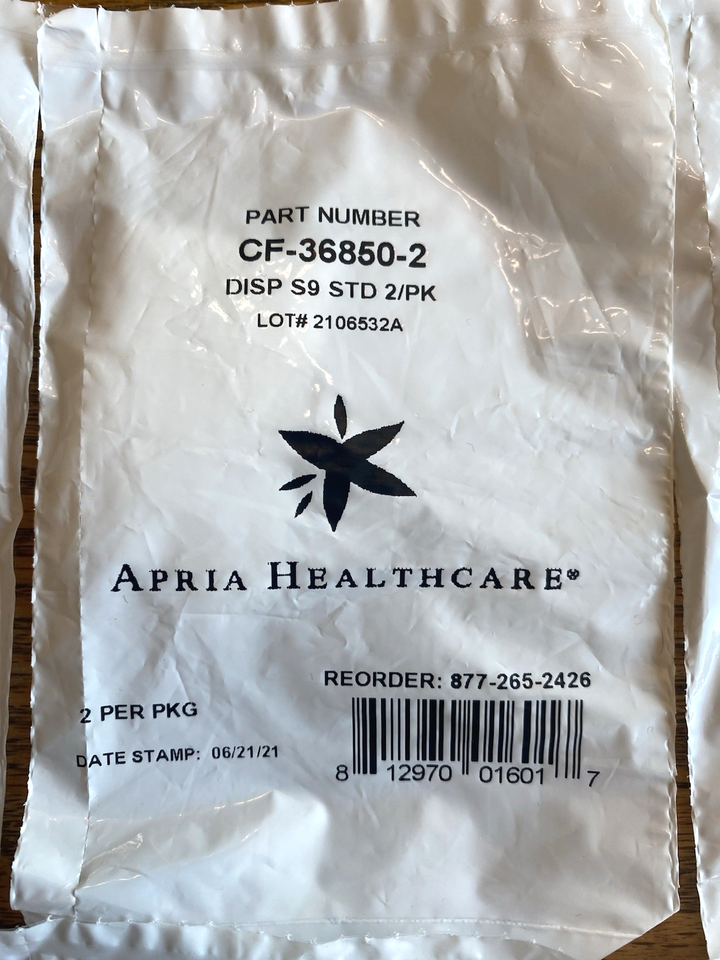 PART NUMBER
CF-36850-2
DISP S9 STD 2/PK
LOT# 2106532A
APRIA HEALTHCARE®
REORDER: 877-265-2426
2 PER PKG
DATE STAMP: 06/21/21
8 12970 01601 7